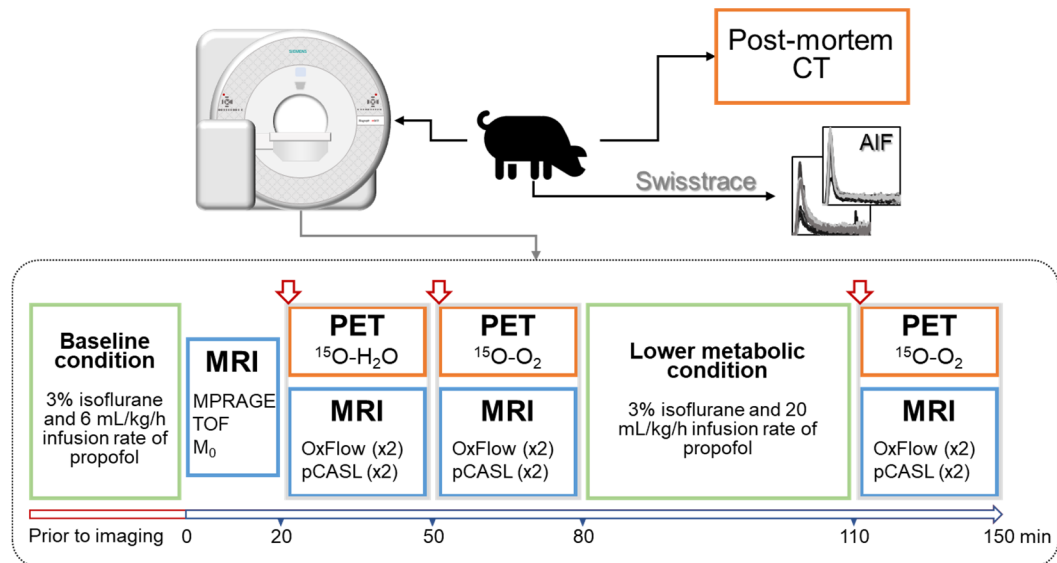 SIEMENS
Post-mortem
CT
AIF
Swisstrace
Baseline
condition
3% isoflurane
and 6 mL/kg/h
infusion rate of
propofol
MRI
MPRAGE
TOF
M₀
PET
¹⁵O-H₂O
MRI
OxFlow (x2)
pCASL (x2)
PET
¹⁵O-O₂
MRI
OxFlow (x2)
pCASL (x2)
Lower metabolic
condition
3% isoflurane and 20
mL/kg/h infusion rate of
propofol
PET
¹⁵O-O₂
MRI
OxFlow (x2)
pCASL (x2)
Prior to imaging 0 20 50 80 110 150 min